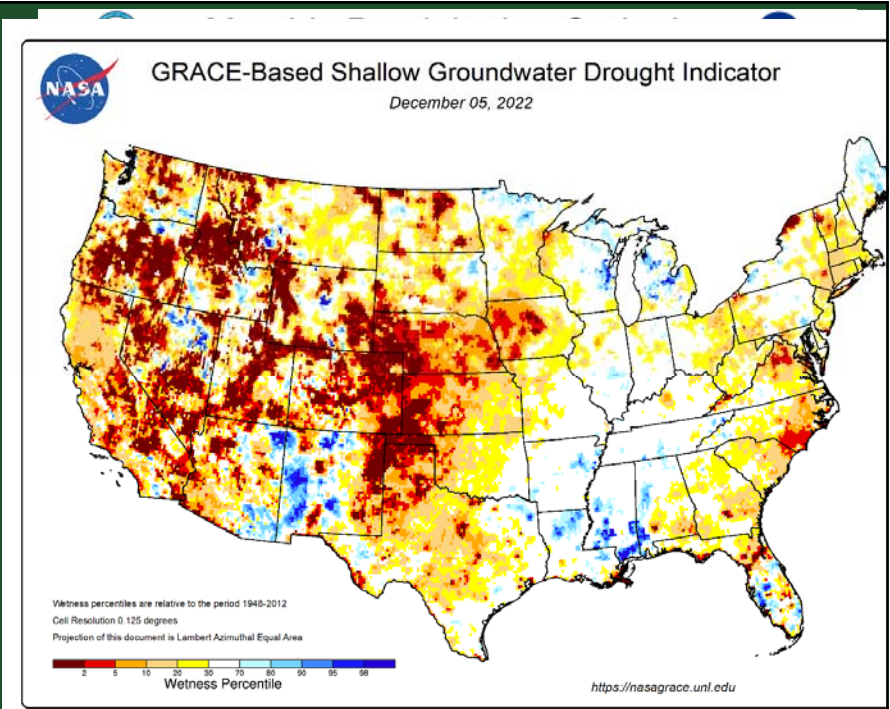 NASA
GRACE-Based Shallow Groundwater Drought Indicator
December 05, 2022
Wetness percentiles are relative to the period 1948-2012
Cell Resolution 0.125 degrees
Projection of this document is Lambert Azimuthal Equal Area
2 5 10 20 30 70 80 90 95 98
Wetness Percentile
https://nasagrace.unl.edu